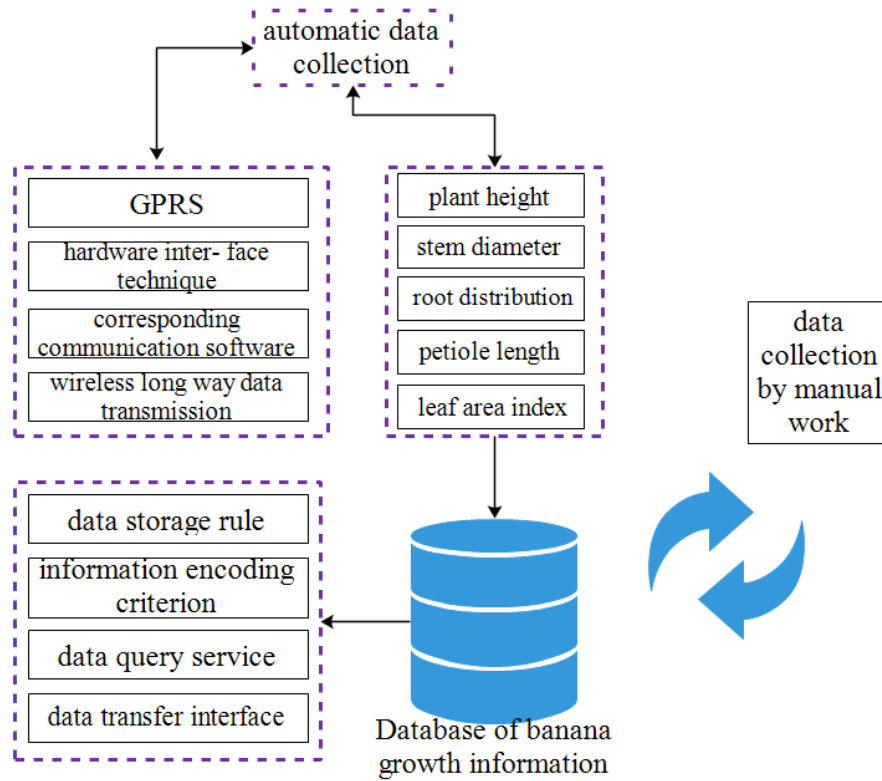 automatic data
collection
GPRS
hardware inter- face
technique
corresponding
communication software
wireless long way data
transmission
plant height
stem diameter
root distribution
petiole length
leaf area index
data
collection
by manual
work
data storage rule
information encoding
criterion
data query service
data transfer interface
Database of banana
growth information